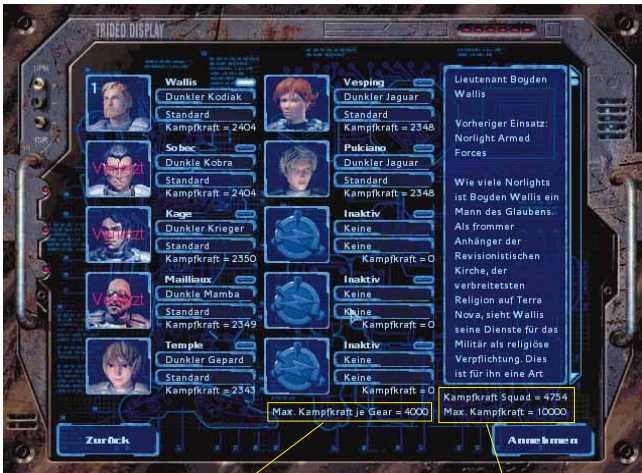 TRIDEO DISPLAY
1
Wallis
Dunkler Kodiak
Standard
Kampfkraft = 2404
Verletzt
Sobec
Dunkle Kobra
Standard
Kampfkraft = 2404
Verletzt
Kage
Dunkler Krieger
Standard
Kampfkraft = 2350
Verletzt
Mailliaux
Dunkle Mamba
Standard
Kampfkraft = 2349
Temple
Dunkler Gepard
Standard
Kampfkraft = 2343
Vesping
Dunkler Jaguar
Standard
Kampfkraft = 2348
Pulciano
Dunkler Jaguar
Standard
Kampfkraft = 2348
Inaktiv
Keine
Keine
Kampfkraft = 0
Inaktiv
Keine
Keine
Kampfkraft = 0
Inaktiv
Keine
Keine
Kampfkraft = 0
Max. Kampfkraft je Gear = 4000
Lieutenant Boyden
Wallis
Vorheriger Einsatz:
Norlight Armed
Forces
Wie viele Norlights
ist Boyden Wallis ein
Mann des Glaubens.
Als frommer
Anhänger der
Revisionistischen
Kirche, der
verbreitetsten
Religion auf Terra
Nova, sieht Wallis
seine Dienste für das
Militär als religiöse
Verpflichtung. Dies
ist für ihn eine Art
Kampfkraft Squad = 4754
Max. Kampfkraft = 10000
Zurück
Annehmen